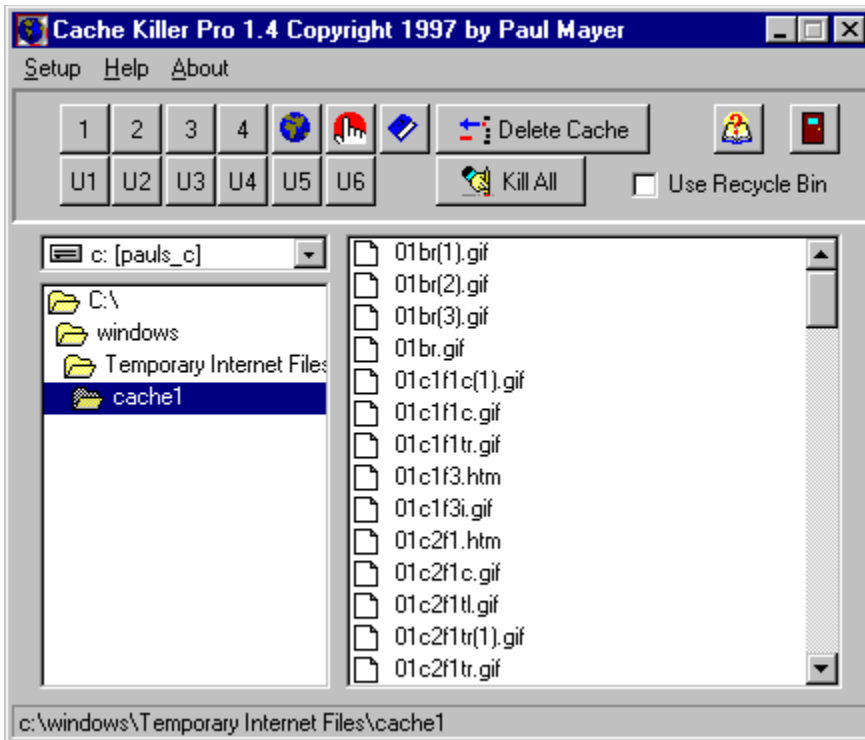 Cache Killer Pro 1.4 Copyright 1997 by Paul Mayer
Setup Help About
1 2 3 4 Delete Cache
U1 U2 U3 U4 U5 U6 Kill All Use Recycle Bin
c: [pauls_c]
C:\
windows
Temporary Internet Files
cache1
01br(1).gif
01br(2).gif
01br(3).gif
01br.gif
01c1f1c(1).gif
01c1f1c.gif
01c1f1tr.gif
01c1f3.htm
01c1f3i.gif
01c2f1.htm
01c2f1c.gif
01c2f1tl.gif
01c2f1tr(1).gif
01c2f1tr.gif
c:\windows\Temporary Internet Files\cache1